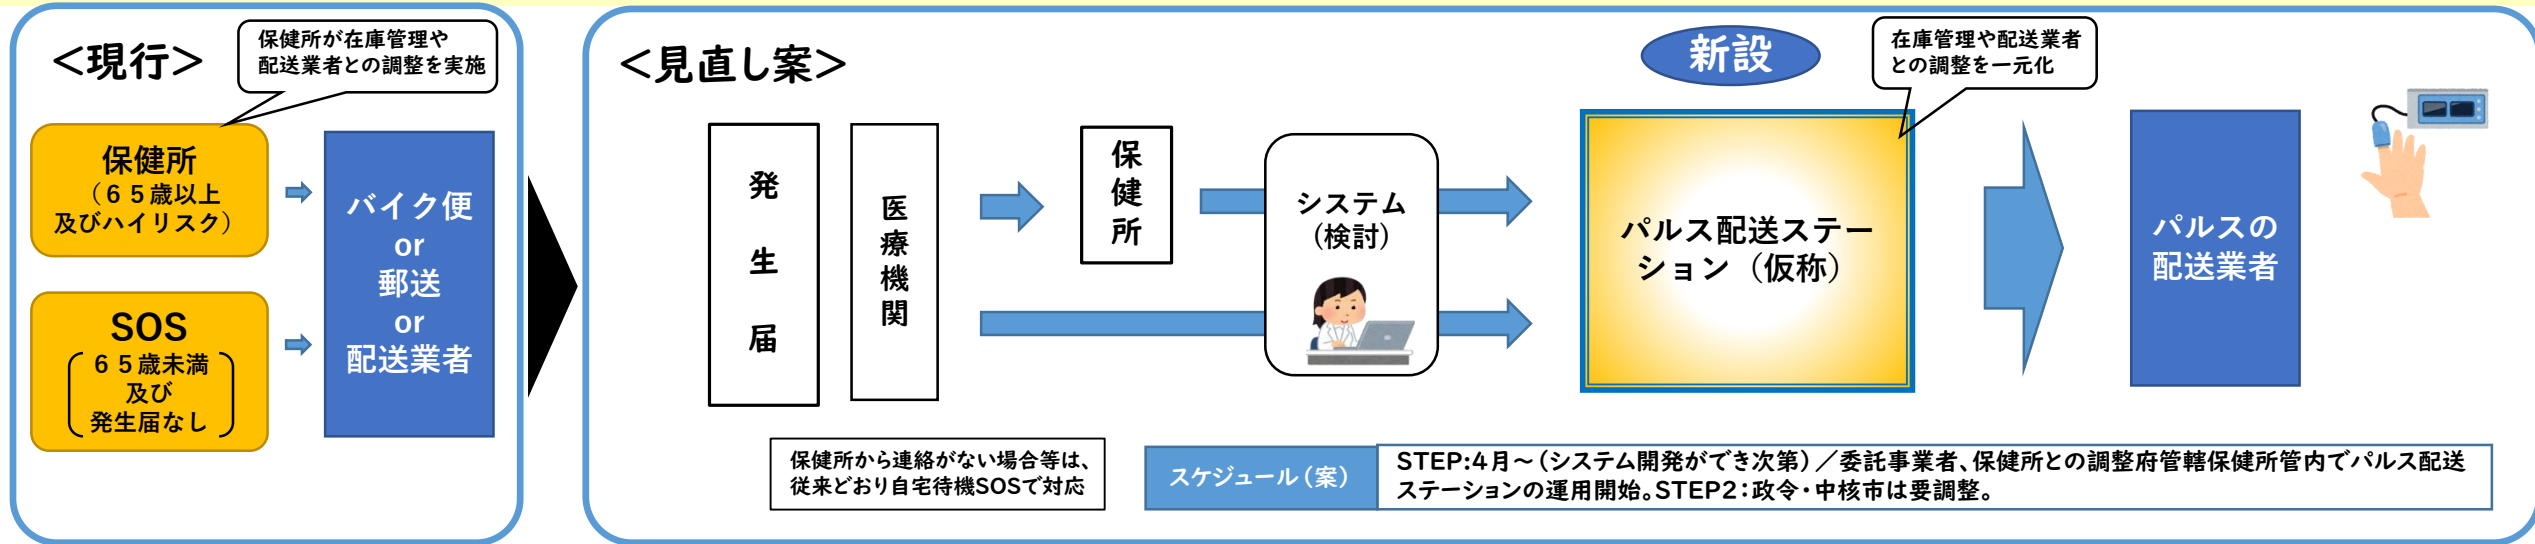 ＜現行＞
保健所が在庫管理や
配送業者との調整を実施
保健所
（６５歳以上
及びハイリスク）
SOS
６５歳未満
及び
発生届なし
バイク便
or
郵送
or
配送業者
＜見直し案＞
発生届
医療機関
保健所
システム
(検討)
新設
在庫管理や配送業者
との調整を一元化
パルス配送ステー
ション（仮称）
パルスの
配送業者
保健所から連絡がない場合等は、
従来どおり自宅待機SOSで対応
スケジュール（案）
STEP:4月～（システム開発ができ次第）／委託事業者、保健所との調整府管轄保健所管内でパルス配送
ステーションの運用開始。STEP2：政令・中核市は要調整。